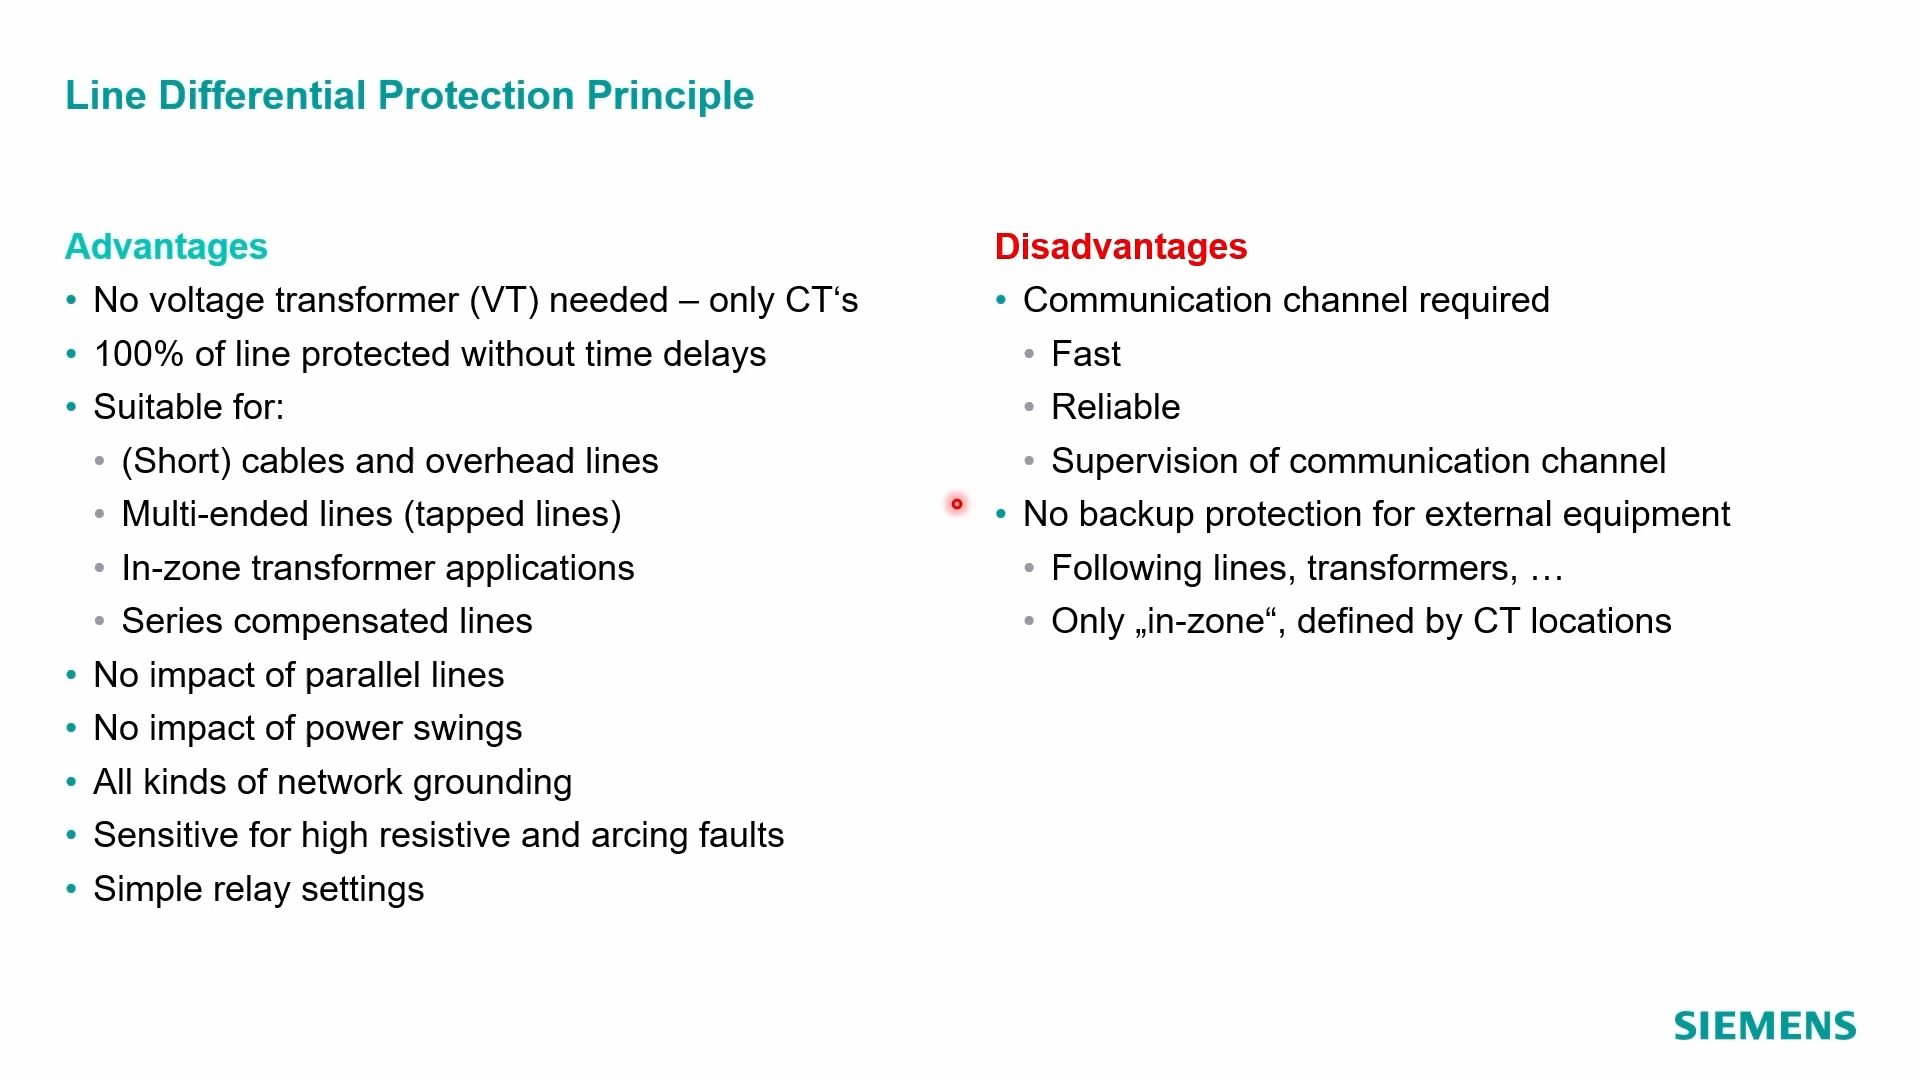 Line Differential Protection Principle
Advantages
• No voltage transformer (VT) needed – only CT‘s
• 100% of line protected without time delays
• Suitable for:
• (Short) cables and overhead lines
• Multi-ended lines (tapped lines)
• In-zone transformer applications
• Series compensated lines
• No impact of parallel lines
• No impact of power swings
• All kinds of network grounding
• Sensitive for high resistive and arcing faults
• Simple relay settings
Disadvantages
• Communication channel required
• Fast
• Reliable
• Supervision of communication channel
• No backup protection for external equipment
• Following lines, transformers, …
• Only „in-zone“, defined by CT locations
SIEMENS